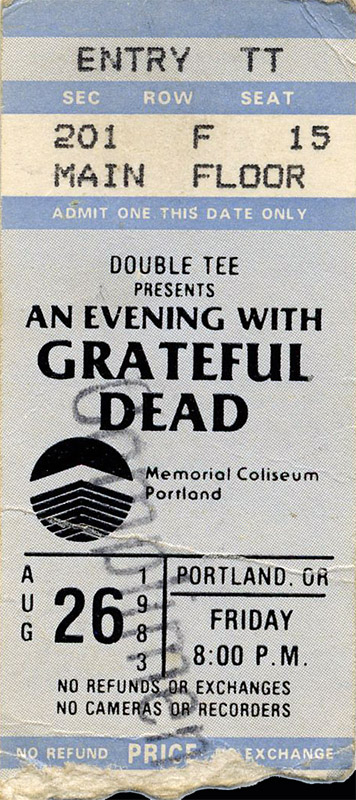 ENTRY TT
SEC ROW SEAT
201 F 15
MAIN FLOOR
ADMIT ONE THIS DATE ONLY
DOUBLE TEE
PRESENTS
AN EVENING WITH
GRATEFUL
DEAD
Memorial Coliseum
Portland
AUG 26 1983
PORTLAND. OR
FRIDAY
8:00 P.M.
NO REFUNDS OR EXCHANGES
NO CAMERAS OR RECORDERS
NO REFUND PRICE NO EXCHANGE